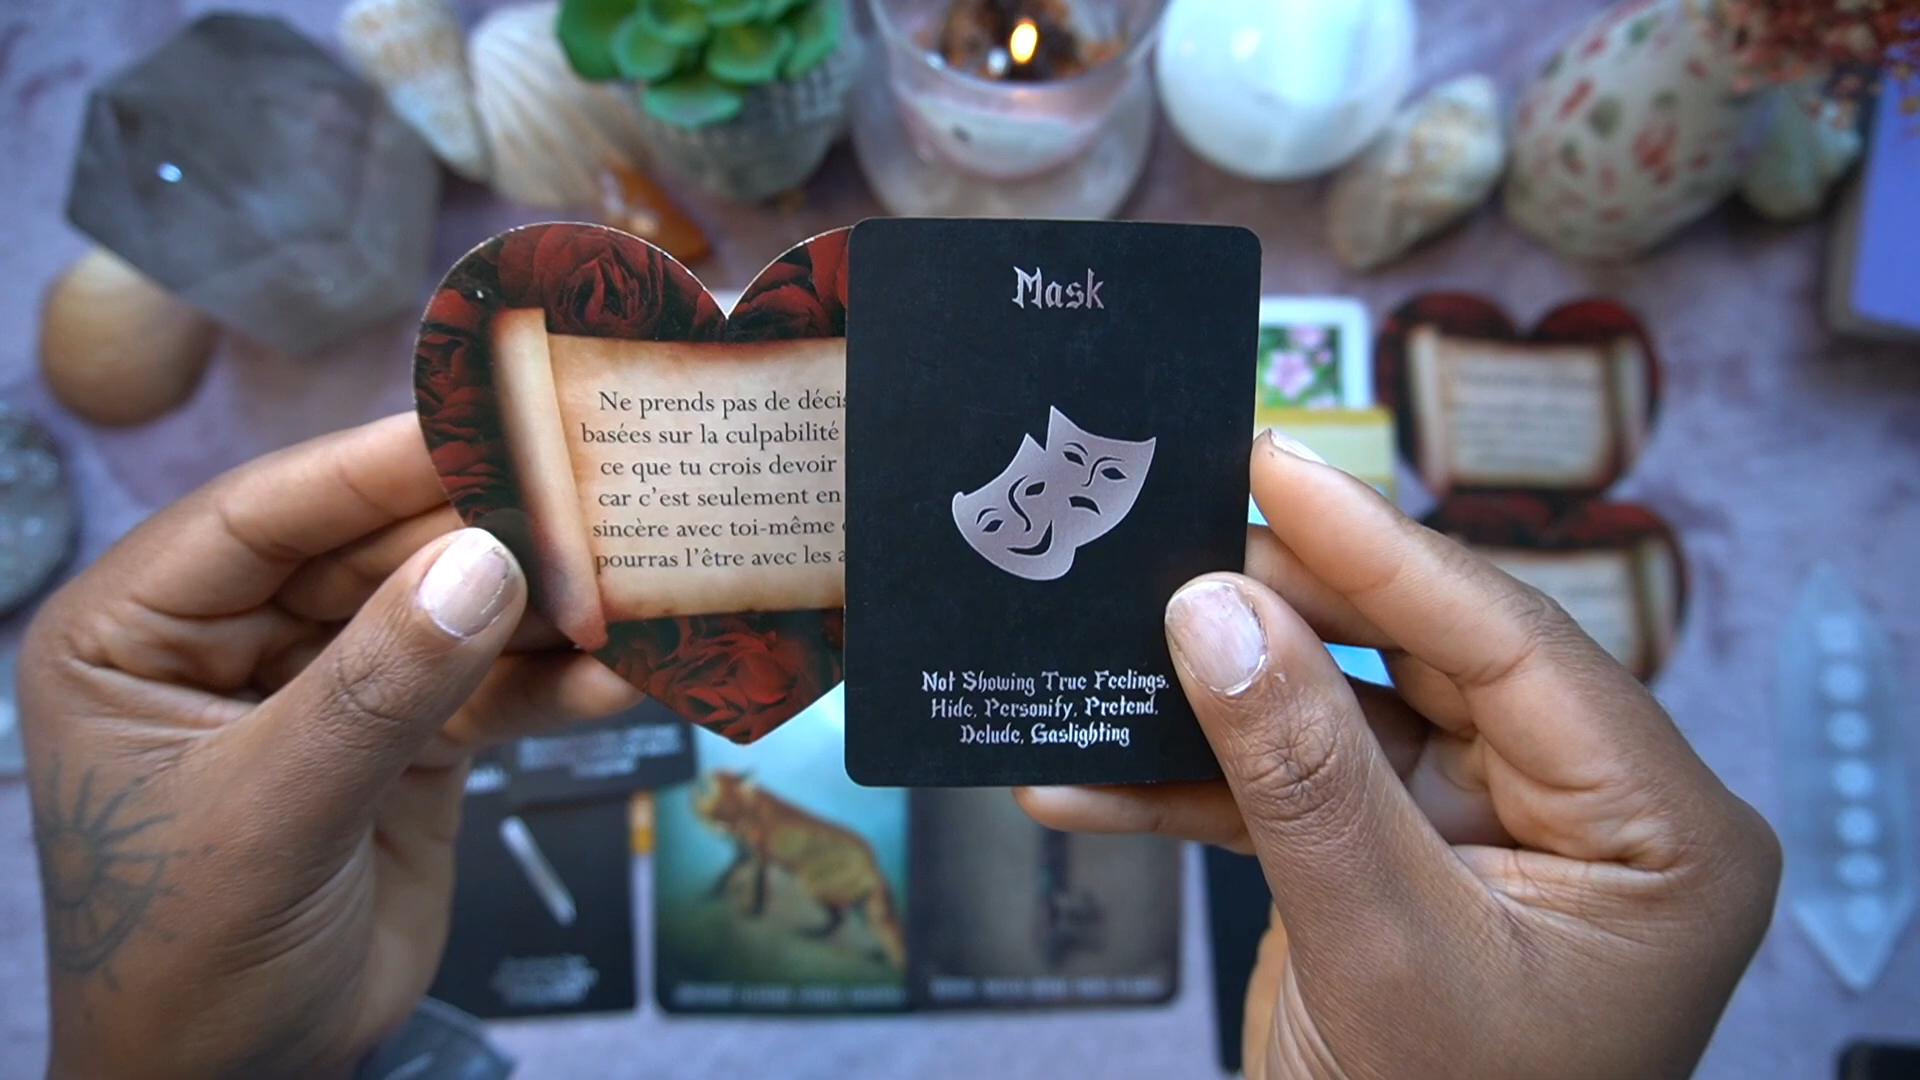 Ne prends pas de décis
basées sur la culpabilité
ce que tu crois devoir
car c'est seulement en
sincère avec toi-même
pourras l'être avec les a
Mask
Not Showing True Feelings,
Hide, Personify, Pretend,
Delude, Gaslighting